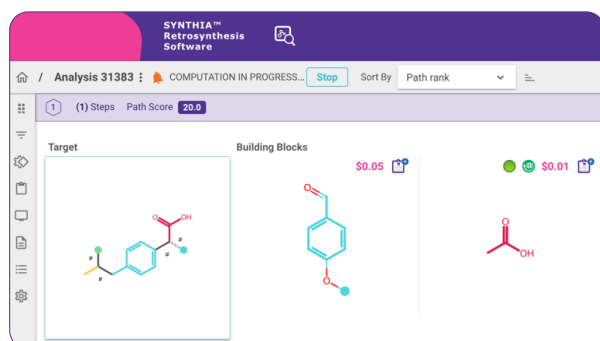 SYNTHIA™
Retrosynthesis
Software
/ Analysis 31383 : COMPUTATION IN PROGRESS... Stop Sort By Path rank
1 (1) Steps Path Score 20.0
Target Building Blocks
$0.05 $0.01
O OH # # #
O O
O OH